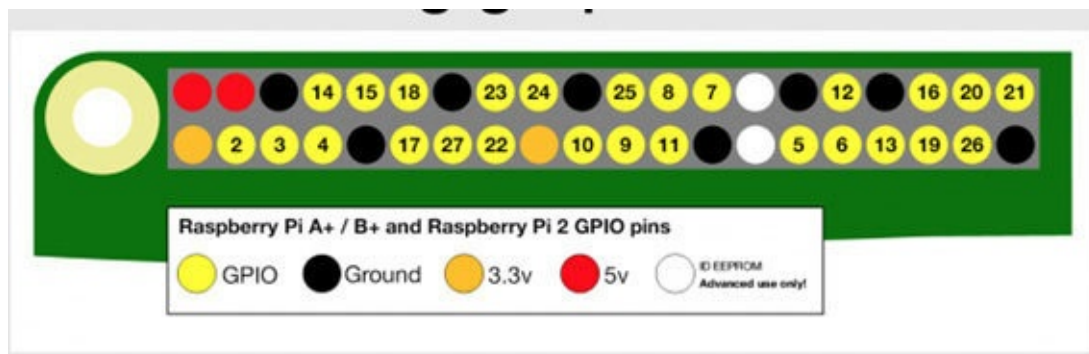 14 15 18 23 24 25 8 7 12 16 20 21
2 3 4 17 27 22 10 9 11 5 6 13 19 26
Raspberry Pi A+ / B+ and Raspberry Pi 2 GPIO pins
GPIO Ground 3.3v 5v ID EEPROM
Advanced use only!